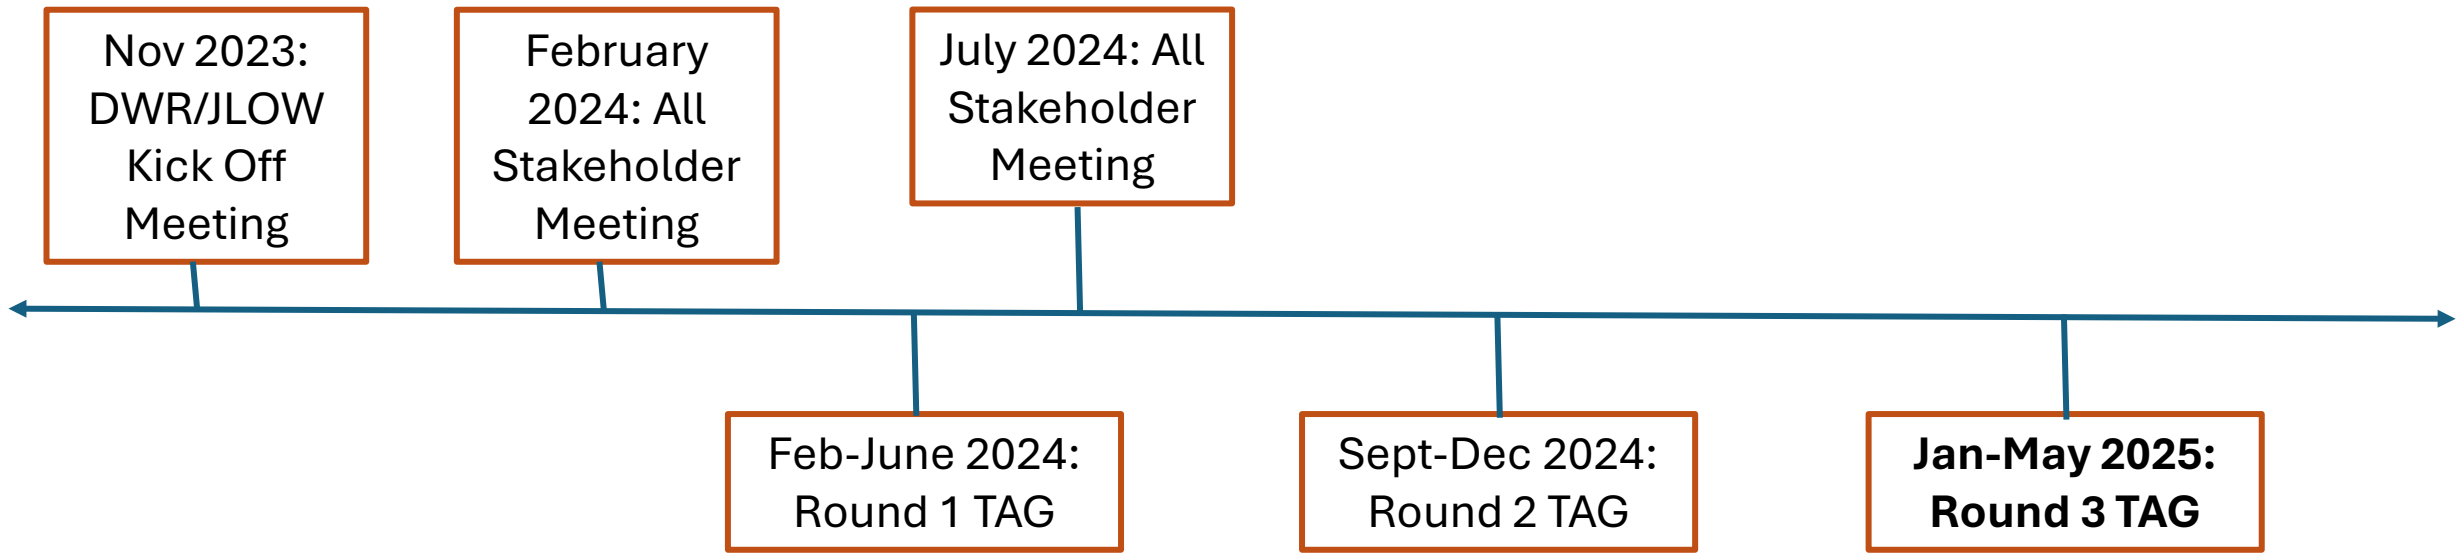 Nov 2023:
DWR/JLOW
Kick Off
Meeting
February
2024: All
Stakeholder
Meeting
July 2024: All
Stakeholder
Meeting
Feb-June 2024:
Round 1 TAG
Sept-Dec 2024:
Round 2 TAG
Jan-May 2025:
Round 3 TAG